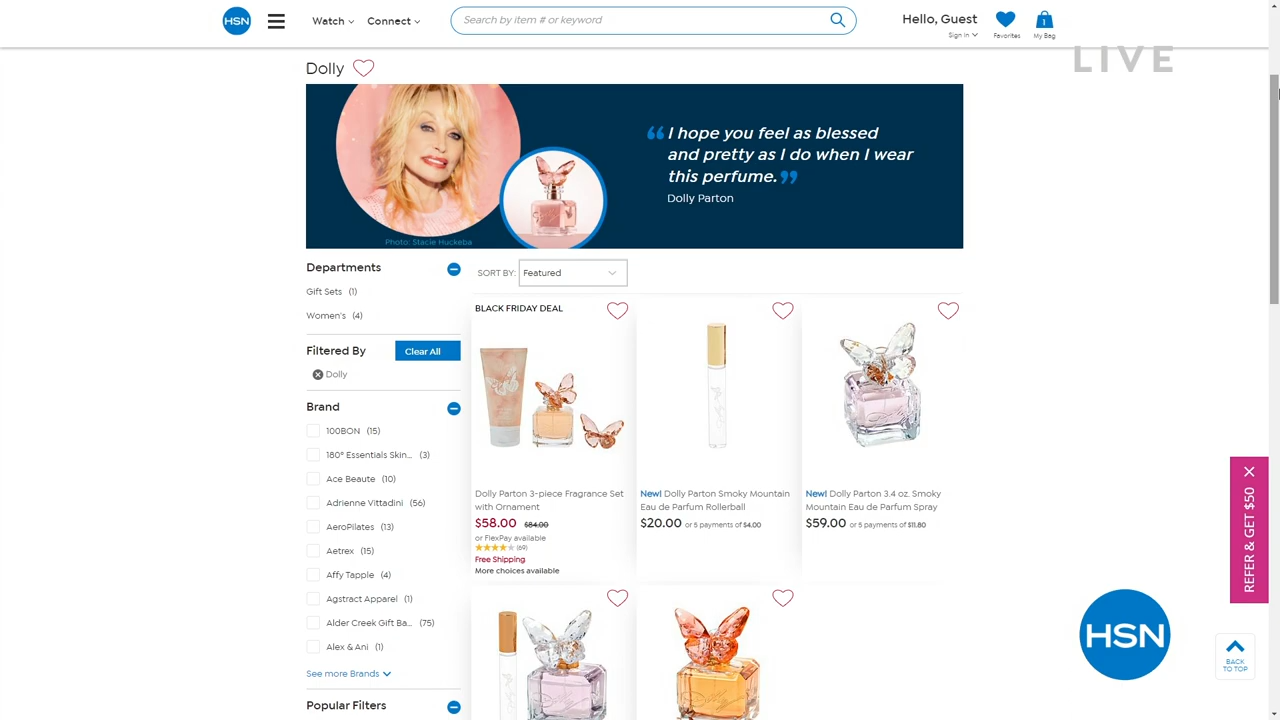 HSN
Watch
Connect
Search by item # or keyword
Hello, Guest
Sign In
Favorites
1
My Bag
LIVE
Dolly
“ I hope you feel as blessed
and pretty as I do when I wear
this perfume. ”
Dolly Parton
Photo: Stacie Huckeba
Departments
Gift Sets (1)
Women's (4)
Filtered By
Clear All
Dolly
Brand
100BON (15)
180º Essentials Skin... (3)
Ace Beaute (10)
Adrienne Vittadini (56)
AeroPilates (13)
Aetrex (15)
Affy Tapple (4)
Agstract Apparel (1)
Alder Creek Gift Ba... (75)
Alex & Ani (1)
See more Brands
Popular Filters
SORT BY: Featured
BLACK FRIDAY DEAL
Dolly Parton 3-piece Fragrance Set
with Ornament
$58.00 $84.00
or FlexPay available
(69)
Free Shipping
More choices available
New! Dolly Parton Smoky Mountain
Eau de Parfum Rollerball
$20.00 or 5 payments of $4.00
New! Dolly Parton 3.4 oz. Smoky
Mountain Eau de Parfum Spray
$59.00 or 5 payments of $11.80
REFER & GET $50
HSN
BACK
TO TOP